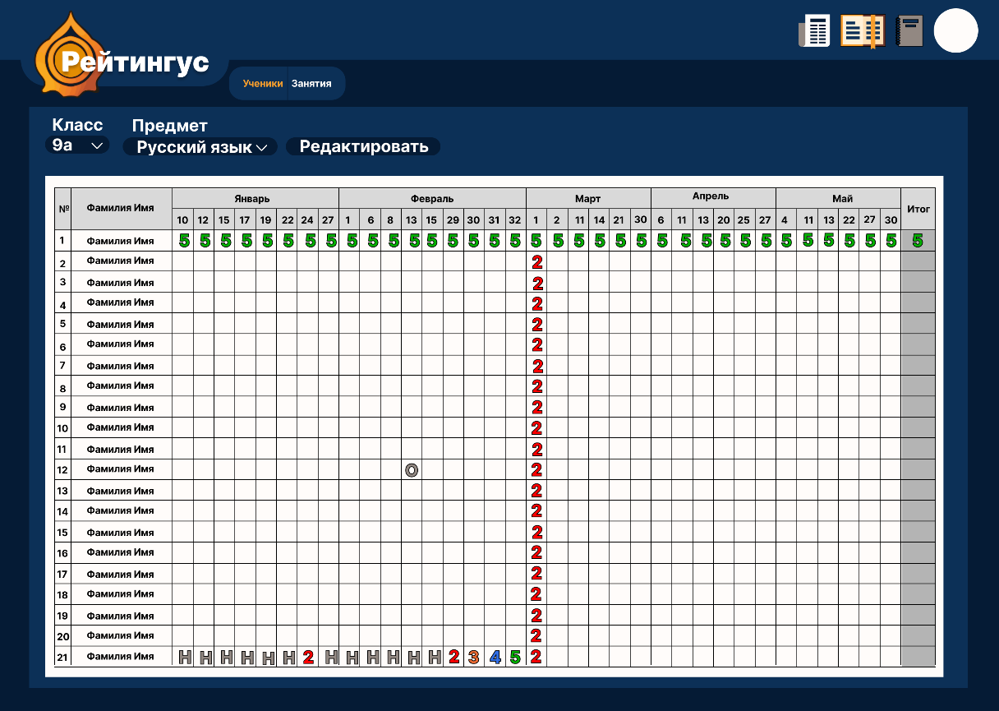 Рейтингус
Ученики Занятия
Класс Предмет
9а Русский язык Редактировать
№ Фамилия Имя Январь Февраль Март Апрель Май Итог
10 12 15 17 19 22 24 27 1 6 8 13 15 29 30 31 32 1 2 11 14 21 30 6 11 13 20 25 27 4 11 13 22 27 30
1 Фамилия Имя 5 5 5 5 5 5 5 5 5 5 5 5 5 5 5 5 5 5 5 5 5 5 5 5 5 5 5 5 5 5 5 5 5 5 5 5
2 Фамилия Имя 2
3 Фамилия Имя 2
4 Фамилия Имя 2
5 Фамилия Имя 2
6 Фамилия Имя 2
7 Фамилия Имя 2
8 Фамилия Имя 2
9 Фамилия Имя 2
10 Фамилия Имя 2
11 Фамилия Имя 2
12 Фамилия Имя О 2
13 Фамилия Имя 2
14 Фамилия Имя 2
15 Фамилия Имя 2
16 Фамилия Имя 2
17 Фамилия Имя 2
18 Фамилия Имя 2
19 Фамилия Имя 2
20 Фамилия Имя 2
21 Фамилия Имя Н Н Н Н Н Н 2 Н Н Н Н Н Н 2 3 4 5 2